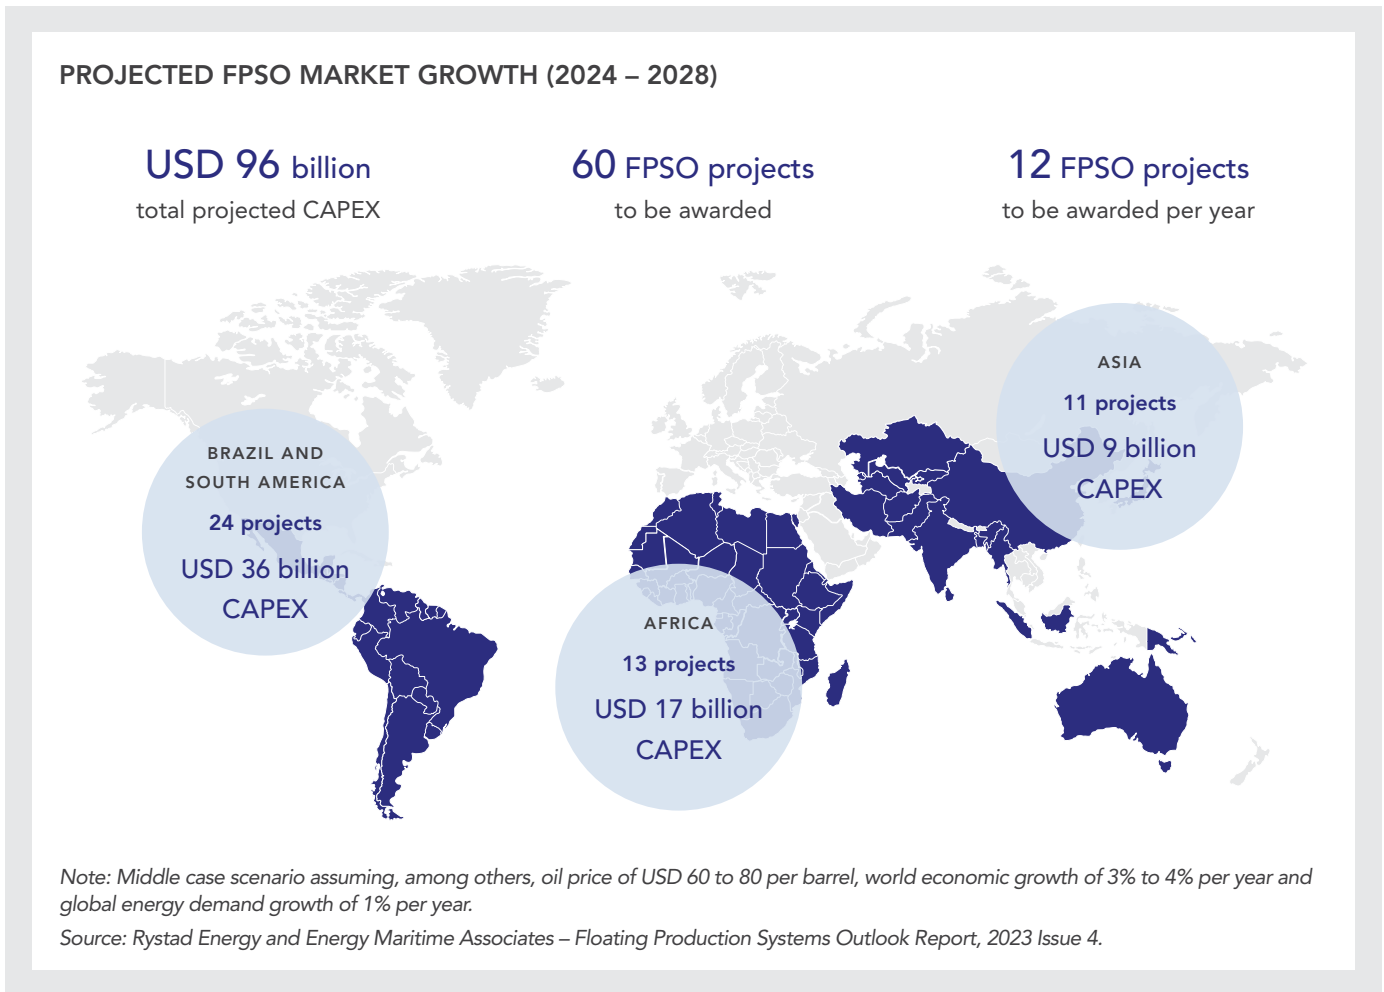 PROJECTED FPSO MARKET GROWTH (2024 – 2028)
USD 96 billion
total projected CAPEX
60 FPSO projects
to be awarded
12 FPSO projects
to be awarded per year
ASIA
11 projects
USD 9 billion
CAPEX
BRAZIL AND
SOUTH AMERICA
24 projects
USD 36 billion
CAPEX
AFRICA
13 projects
USD 17 billion
CAPEX
Note: Middle case scenario assuming, among others, oil price of USD 60 to 80 per barrel, world economic growth of 3% to 4% per year and
global energy demand growth of 1% per year.
Source: Rystad Energy and Energy Maritime Associates – Floating Production Systems Outlook Report, 2023 Issue 4.